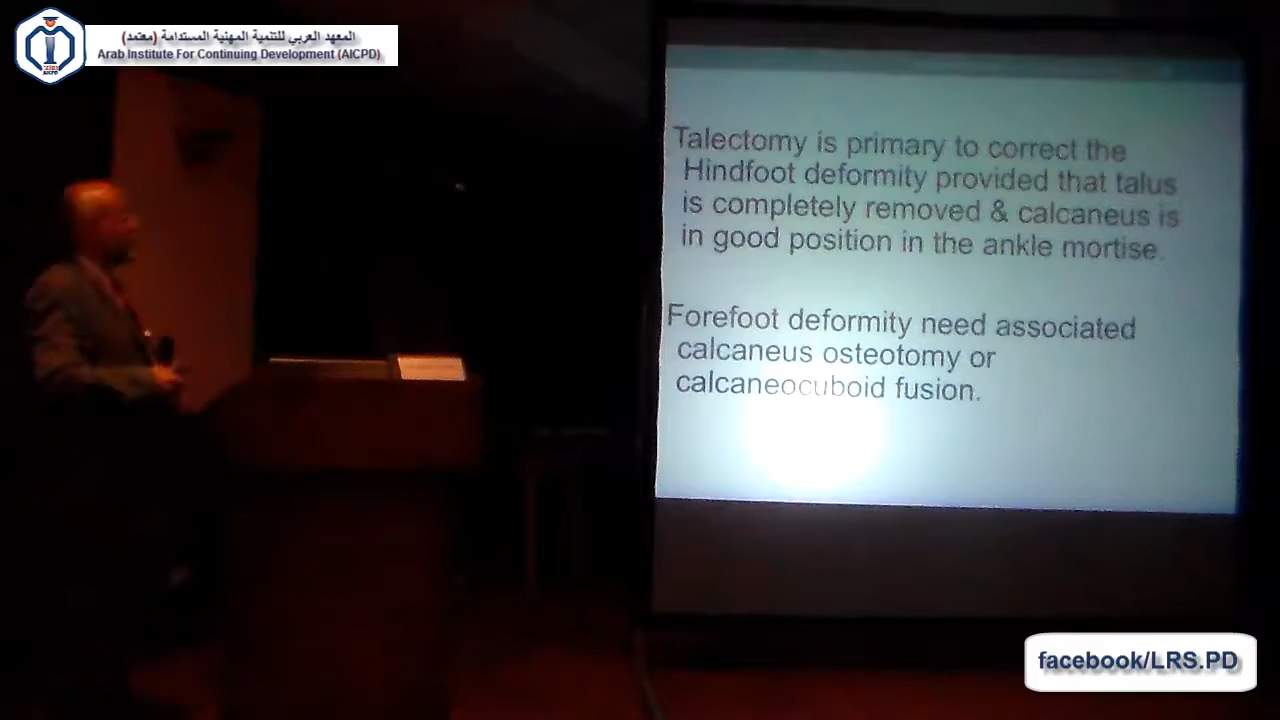 المعهد العربي للتنمية المهنية المستدامة (معتمد)
Arab Institute For Continuing Development (AICPD)
AICPD
Talectomy is primary to correct the
Hindfoot deformity provided that talus
is completely removed & calcaneus is
in good position in the ankle mortise.
Forefoot deformity need associated
calcaneus osteotomy or
calcaneocuboid fusion.
facebook/LRS.PD